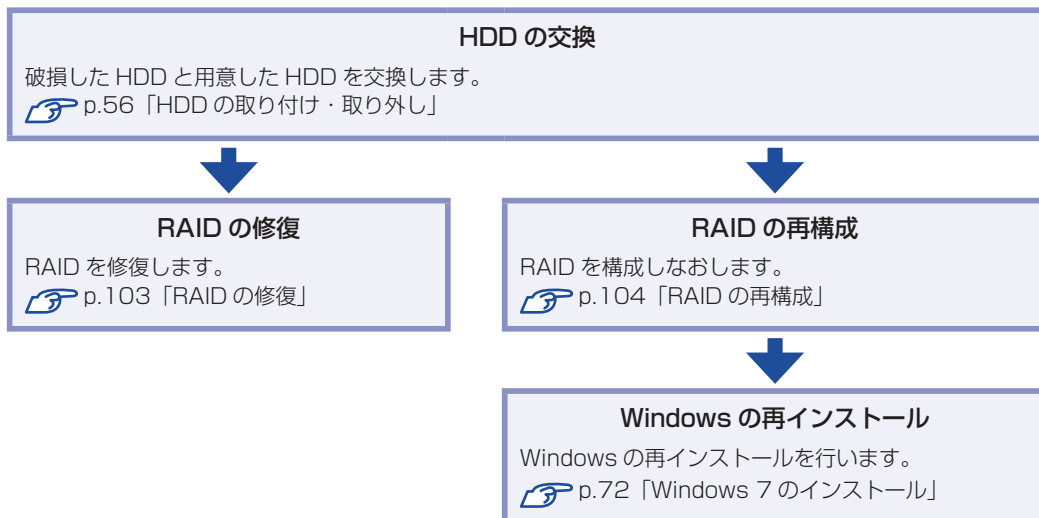 HDD の交換
破損した HDD と用意した HDD を交換します。
p.56「HDD の取り付け・取り外し」
RAID の修復
RAID を修復します。
p.103「RAID の修復」
RAID の再構成
RAID を構成しなおします。
p.104「RAID の再構成」
Windows の再インストール
Windows の再インストールを行います。
p.72「Windows 7 のインストール」